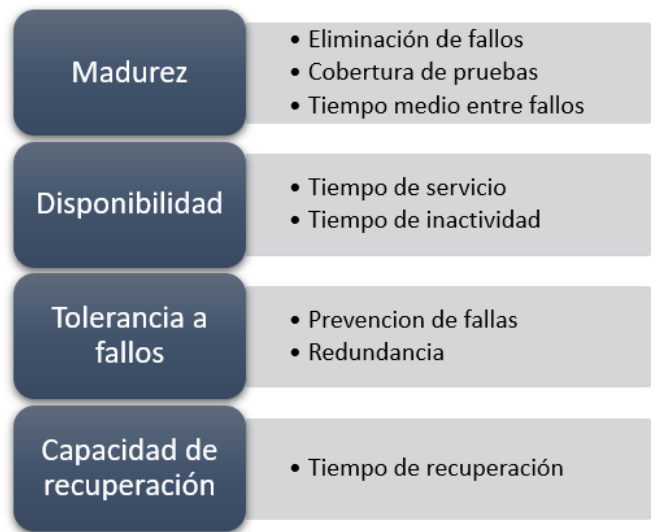 Madurez
• Eliminación de fallos
• Cobertura de pruebas
• Tiempo medio entre fallos
Disponibilidad
• Tiempo de servicio
• Tiempo de inactividad
Tolerancia a
fallos
• Prevencion de fallas
• Redundancia
Capacidad de
recuperación
• Tiempo de recuperación